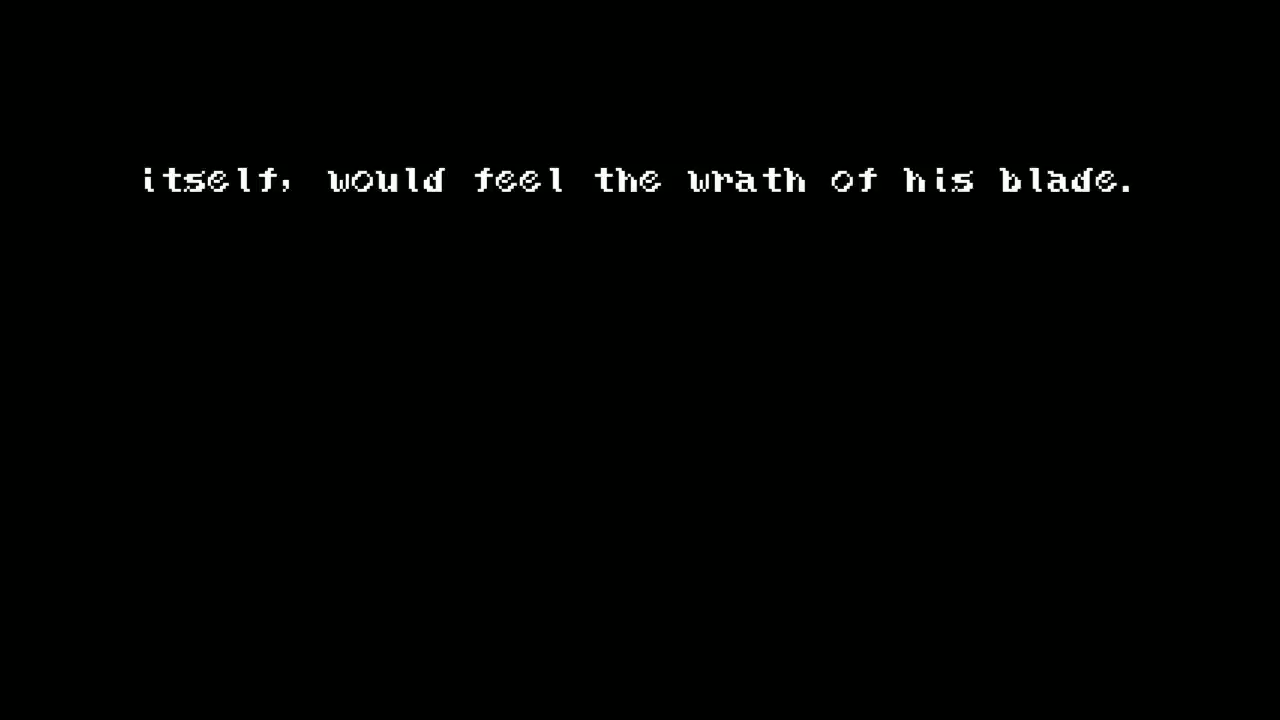 itself, would feel the wrath of his blade.